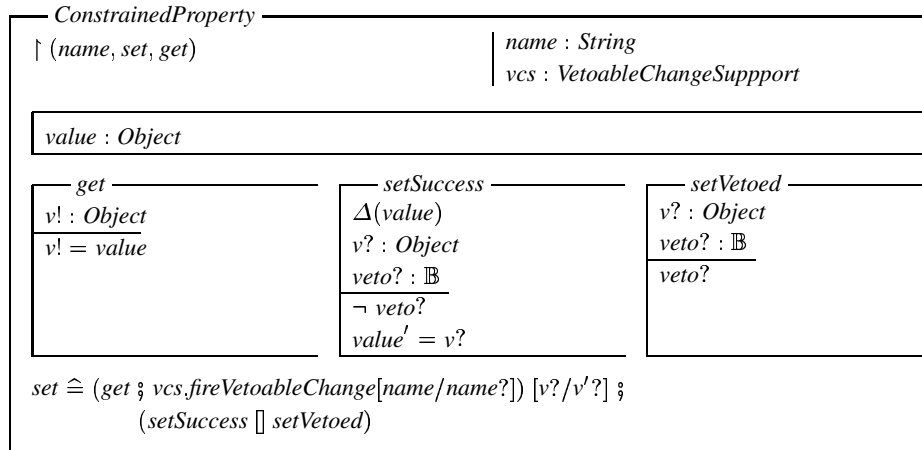 ConstrainedProperty
↾ (name, set, get)
name : String
vcs : VetoableChangeSuppport
value : Object
get
v! : Object
v! = value
setSuccess
Δ(value)
v? : Object
veto? : 𝔹
¬ veto?
value′ = v?
setVetoed
v? : Object
veto? : 𝔹
veto?
set ≙ (get ⨟ vcs.fireVetoableChange[name/name?]) [v?/v′?] ⨟
(setSuccess [] setVetoed)